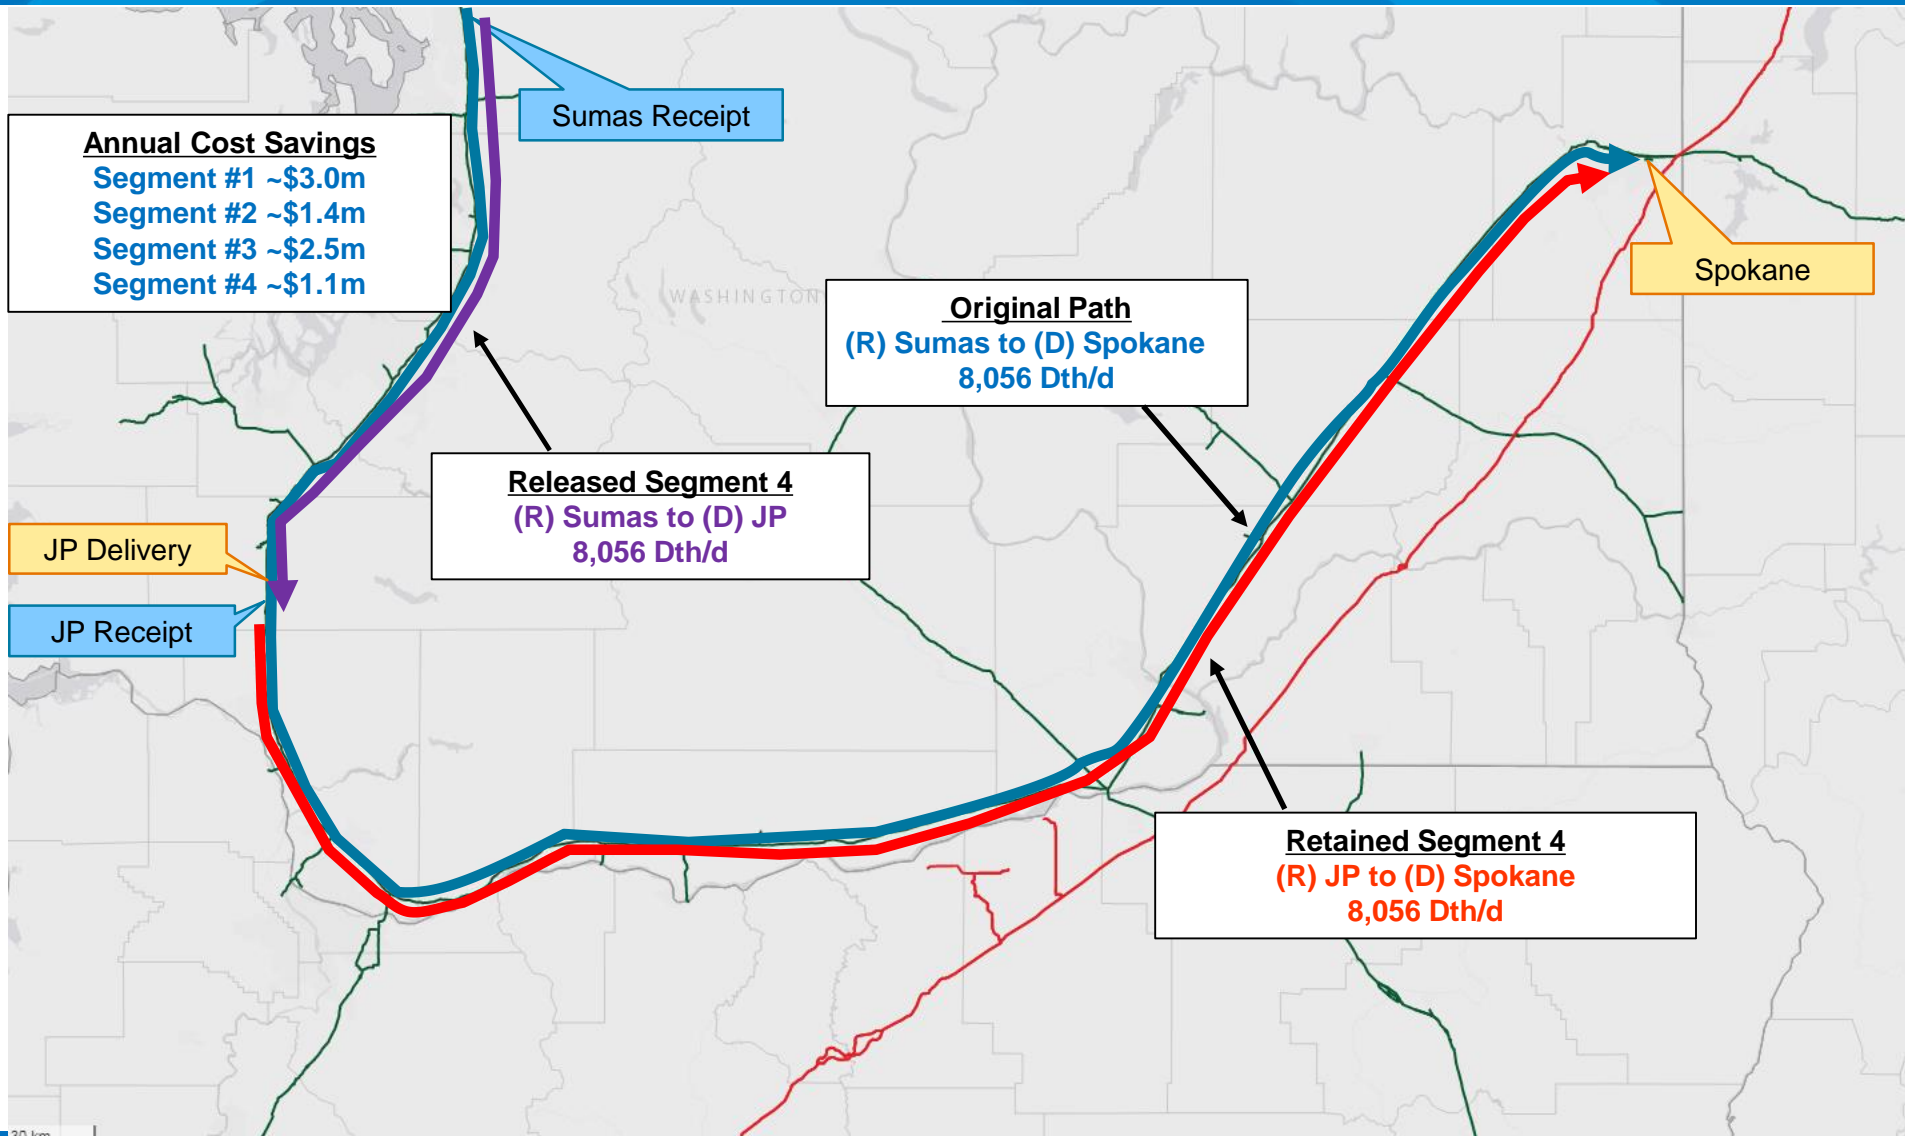 Sumas Receipt
Annual Cost Savings
Segment #1 ~$3.0m
Segment #2 ~$1.4m
Segment #3 ~$2.5m
Segment #4 ~$1.1m
Spokane
WASHINGTON
Original Path
(R) Sumas to (D) Spokane
8,056 Dth/d
Released Segment 4
(R) Sumas to (D) JP
8,056 Dth/d
JP Delivery
JP Receipt
Retained Segment 4
(R) JP to (D) Spokane
8,056 Dth/d
30 km